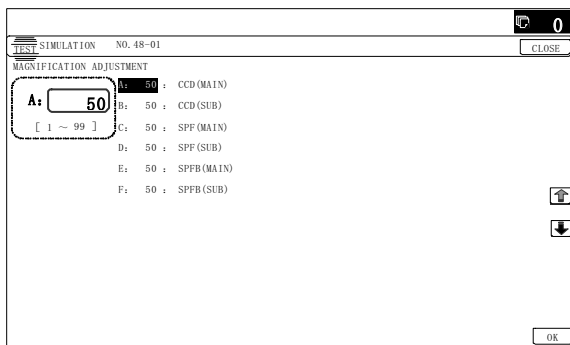 0
TEST SIMULATION NO. 48-01
CLOSE
MAGNIFICATION ADJUSTMENT
A: 50
[ 1 ~ 99 ]
A: 50 : CCD(MAIN)
B: 50 : CCD(SUB)
C: 50 : SPF(MAIN)
D: 50 : SPF(SUB)
E: 50 : SPFB(MAIN)
F: 50 : SPFB(SUB)
OK